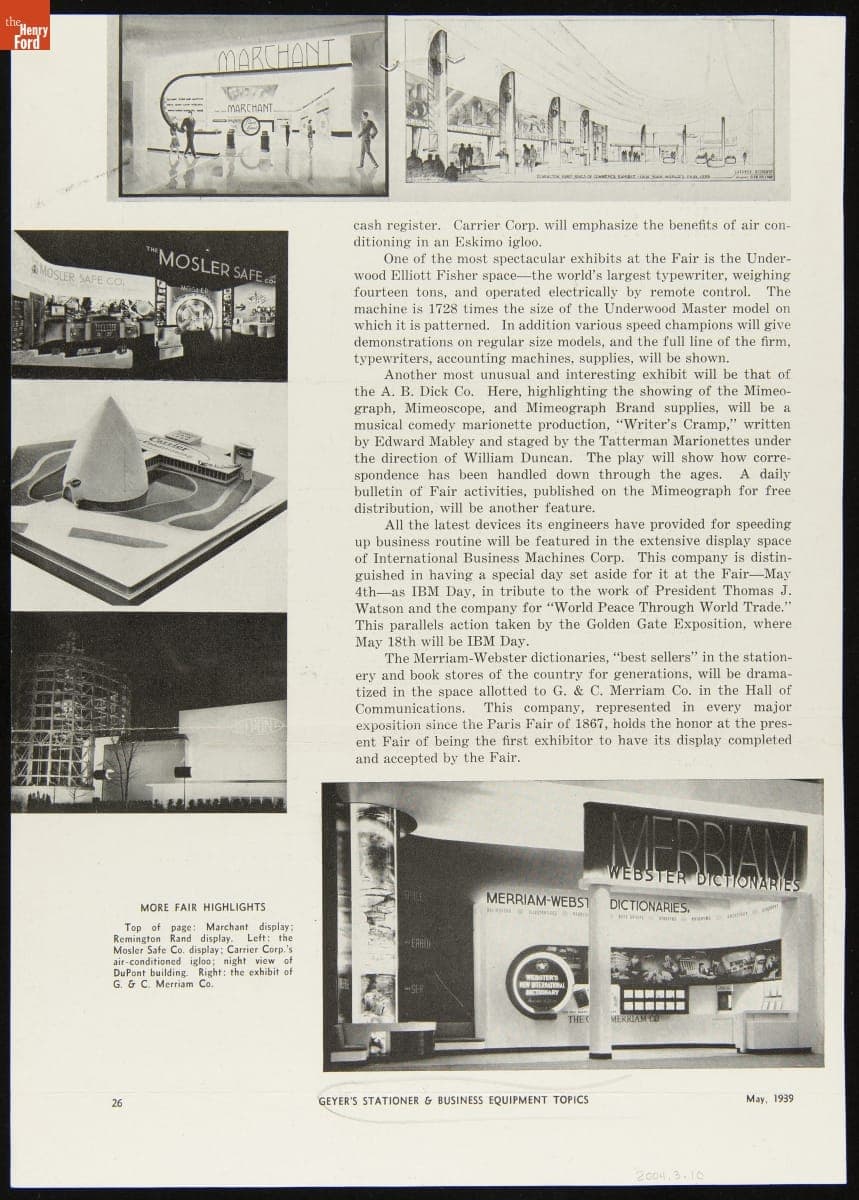 the
Henry
Ford
MARCHANT
MARCHANT
THE MOSLER SAFE CO.
MOSLER SAFE CO.
MOSLER
Carrier
cash register. Carrier Corp. will emphasize the benefits of air con-
ditioning in an Eskimo igloo.
One of the most spectacular exhibits at the Fair is the Under-
wood Elliott Fisher space—the world's largest typewriter, weighing
fourteen tons, and operated electrically by remote control. The
machine is 1728 times the size of the Underwood Master model on
which it is patterned. In addition various speed champions will give
demonstrations on regular size models, and the full line of the firm,
typewriters, accounting machines, supplies, will be shown.
Another most unusual and interesting exhibit will be that of
the A. B. Dick Co. Here, highlighting the showing of the Mimeo-
graph, Mimeoscope, and Mimeograph Brand supplies, will be a
musical comedy marionette production, "Writer's Cramp," written
by Edward Mabley and staged by the Tatterman Marionettes under
the direction of William Duncan. The play will show how corre-
spondence has been handled down through the ages. A daily
bulletin of Fair activities, published on the Mimeograph for free
distribution, will be another feature.
All the latest devices its engineers have provided for speeding
up business routine will be featured in the extensive display space
of International Business Machines Corp. This company is distin-
guished in having a special day set aside for it at the Fair—May
4th—as IBM Day, in tribute to the work of President Thomas J.
Watson and the company for "World Peace Through World Trade."
This parallels action taken by the Golden Gate Exposition, where
May 18th will be IBM Day.
The Merriam-Webster dictionaries, "best sellers" in the station-
ery and book stores of the country for generations, will be drama-
tized in the space allotted to G. & C. Merriam Co. in the Hall of
Communications. This company, represented in every major
exposition since the Paris Fair of 1867, holds the honor at the pres-
ent Fair of being the first exhibitor to have its display completed
and accepted by the Fair.
MERRIAM
WEBSTER DICTIONARIES
MERRIAM-WEBST DICTIONARIES,
WEBSTER'S
NEW INTERNATIONAL
DICTIONARY
MERRIAM CO.
MORE FAIR HIGHLIGHTS
Top of page: Marchant display;
Remington Rand display. Left: the
Mosler Safe Co. display; Carrier Corp.'s
air-conditioned igloo; night view of
DuPont building. Right: the exhibit of
G. & C. Merriam Co.
26
GEYER'S STATIONER & BUSINESS EQUIPMENT TOPICS
May, 1939
2004.3.10